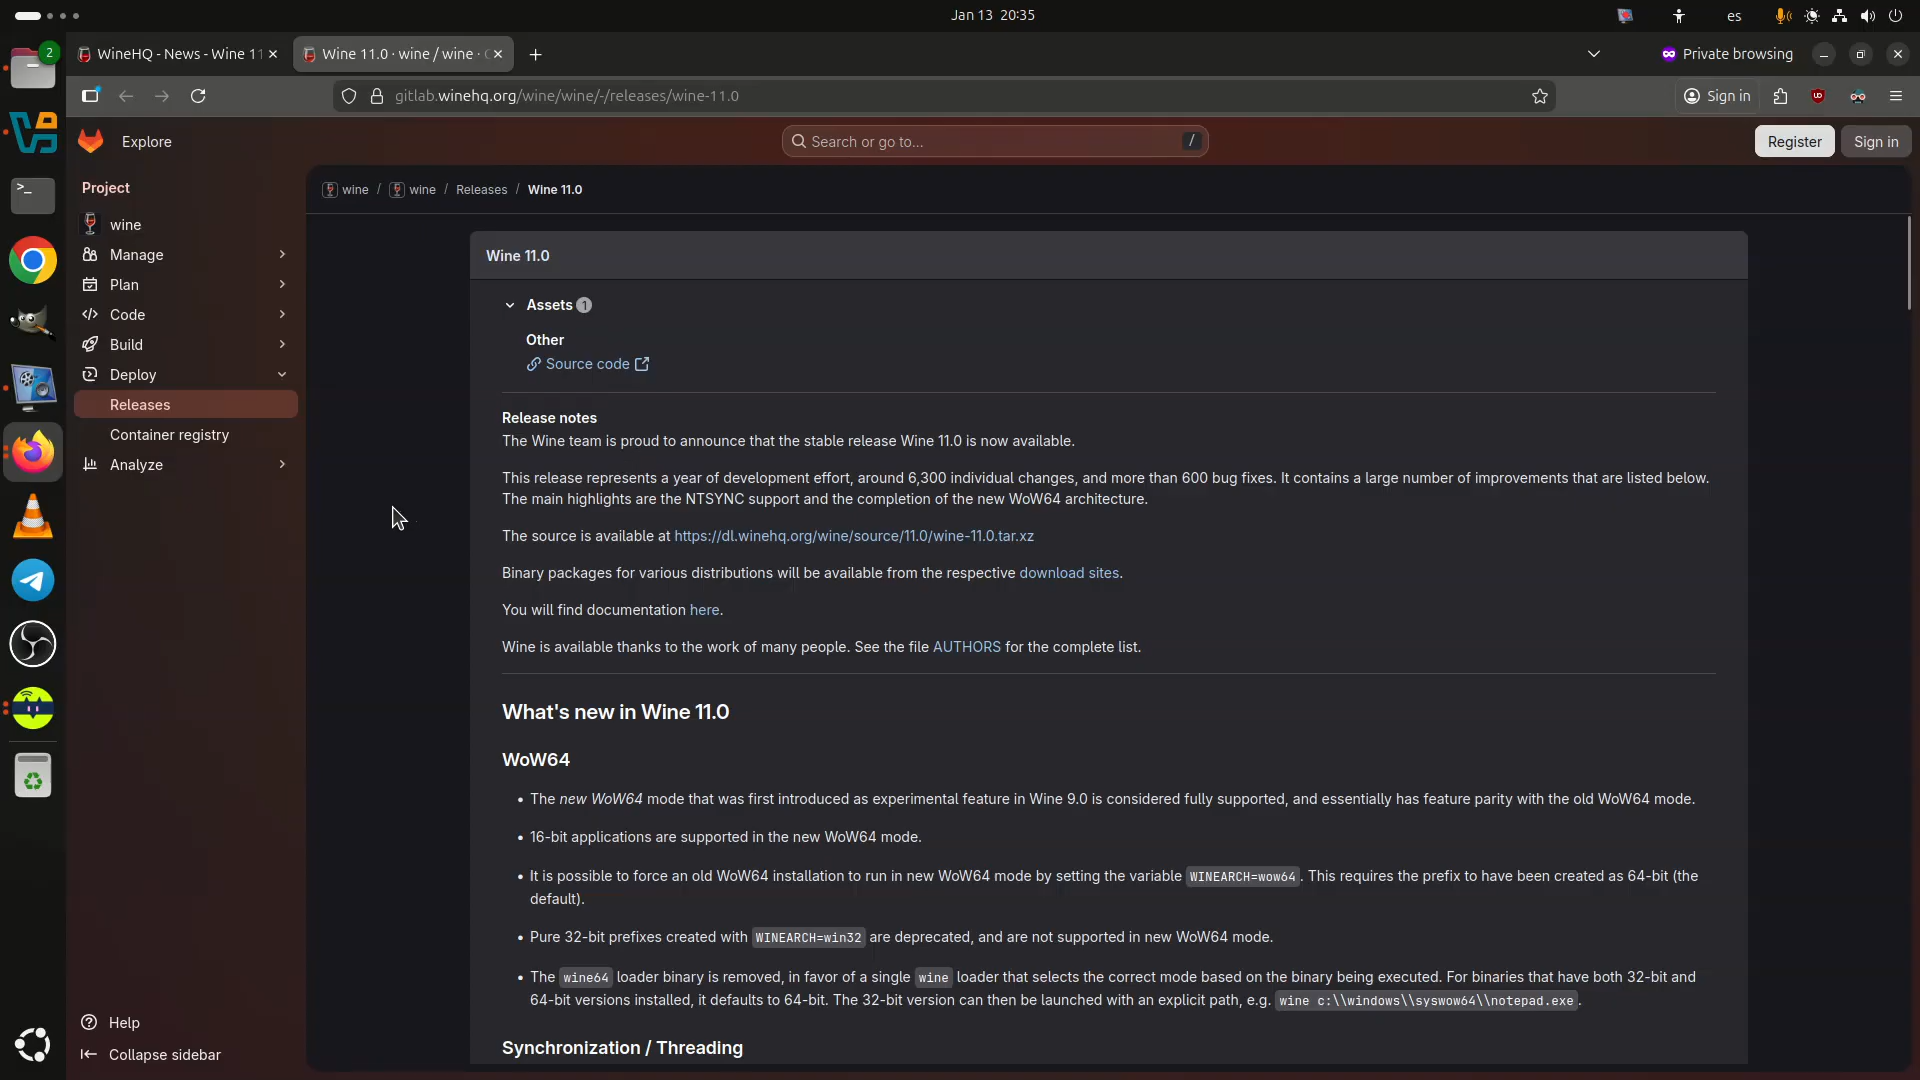 Jan 13 20:35
es
2
WineHQ - News - Wine 11
Wine 11.0 · wine / wine ·
Private browsing
gitlab.winehq.org/wine/wine/-/releases/wine-11.0
Sign in
Explore
Search or go to...
/
Register
Sign in
Project
wine
Manage
Plan
Code
Build
Deploy
Releases
Container registry
Analyze
Help
Collapse sidebar
wine / wine / Releases / Wine 11.0
Wine 11.0
Assets 1
Other
Source code
Release notes
The Wine team is proud to announce that the stable release Wine 11.0 is now available.
This release represents a year of development effort, around 6,300 individual changes, and more than 600 bug fixes. It contains a large number of improvements that are listed below.
The main highlights are the NTSYNC support and the completion of the new WoW64 architecture.
The source is available at https://dl.winehq.org/wine/source/11.0/wine-11.0.tar.xz
Binary packages for various distributions will be available from the respective download sites.
You will find documentation here.
Wine is available thanks to the work of many people. See the file AUTHORS for the complete list.
What's new in Wine 11.0
WoW64
• The new WoW64 mode that was first introduced as experimental feature in Wine 9.0 is considered fully supported, and essentially has feature parity with the old WoW64 mode.
• 16-bit applications are supported in the new WoW64 mode.
• It is possible to force an old WoW64 installation to run in new WoW64 mode by setting the variable WINEARCH=wow64. This requires the prefix to have been created as 64-bit (the
default).
• Pure 32-bit prefixes created with WINEARCH=win32 are deprecated, and are not supported in new WoW64 mode.
• The wine64 loader binary is removed, in favor of a single wine loader that selects the correct mode based on the binary being executed. For binaries that have both 32-bit and
64-bit versions installed, it defaults to 64-bit. The 32-bit version can then be launched with an explicit path, e.g. wine c:\\windows\\syswow64\\notepad.exe.
Synchronization / Threading